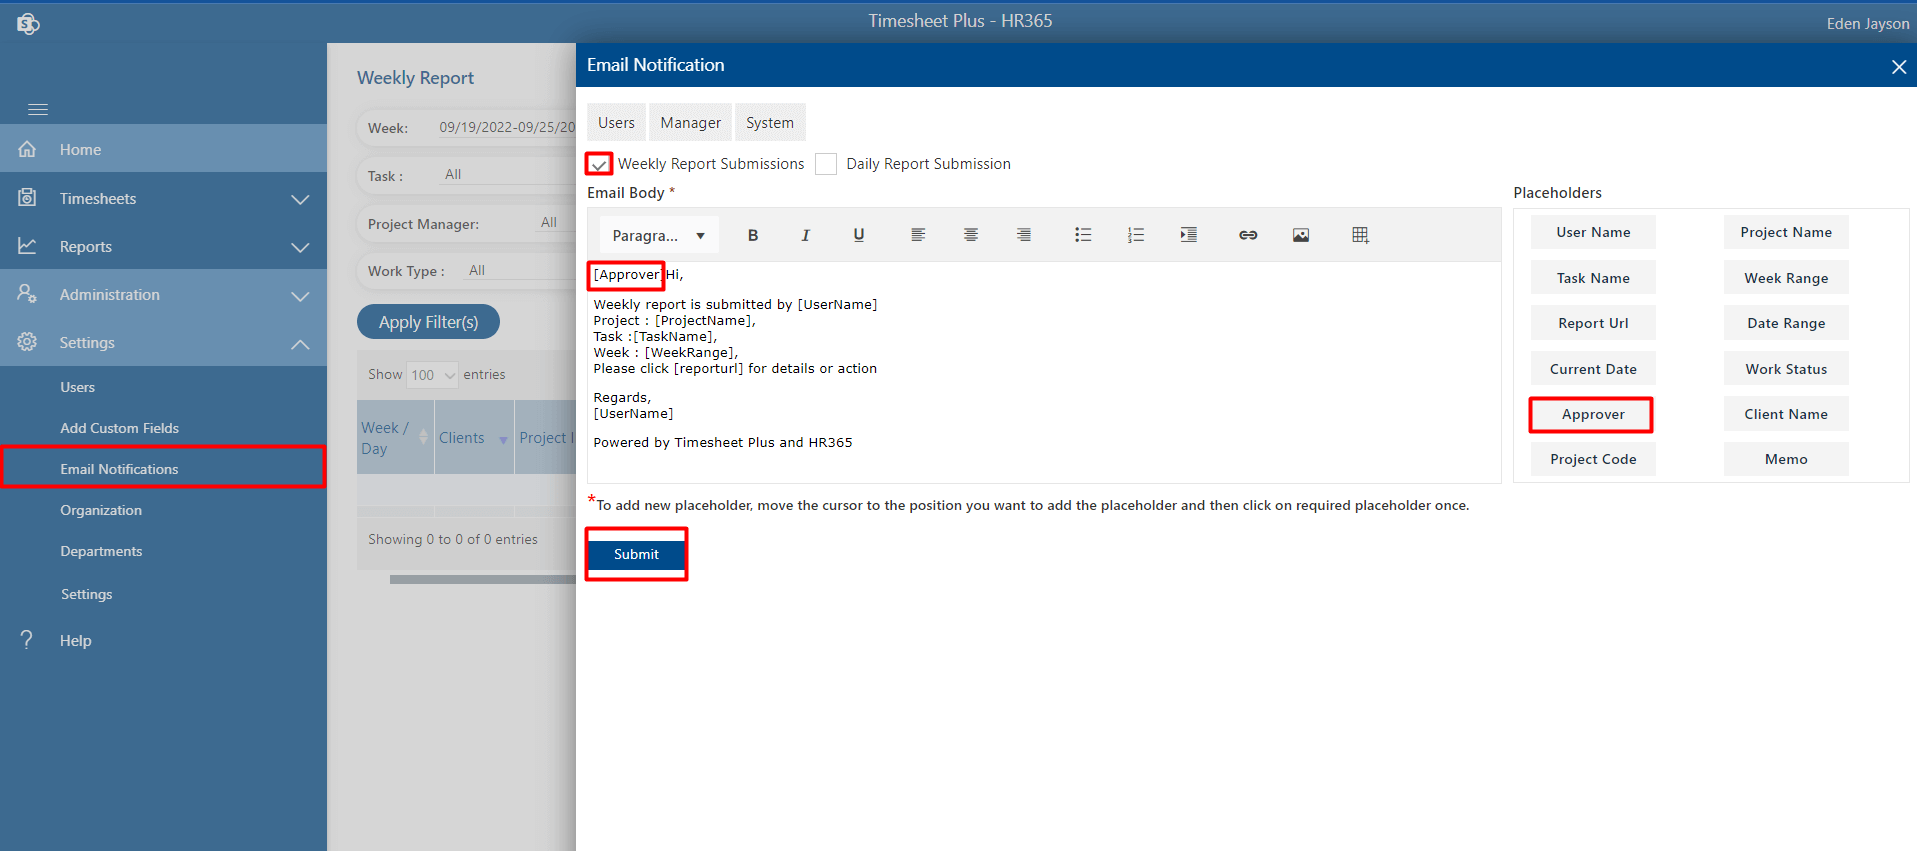 Timesheet Plus - HR365
Eden Jayson
Home
Timesheets
Reports
Administration
Settings
Users
Add Custom Fields
Email Notifications
Organization
Departments
Settings
? Help
Weekly Report
Week: 09/19/2022-09/25/20
Task : All
Project Manager: All
Work Type : All
Apply Filter(s)
Show 100 entries
Week / Day
Clients
Project I
Showing 0 to 0 of 0 entries
Email Notification
Users Manager System
Weekly Report Submissions Daily Report Submission
Email Body *
Paragra... B I U
[Approver]Hi,
Weekly report is submitted by [UserName]
Project : [ProjectName],
Task :[TaskName],
Week : [WeekRange],
Please click [reporturl] for details or action
Regards,
[UserName]
Powered by Timesheet Plus and HR365
*To add new placeholder, move the cursor to the position you want to add the placeholder and then click on required placeholder once.
Submit
Placeholders
User Name Project Name
Task Name Week Range
Report Url Date Range
Current Date Work Status
Approver Client Name
Project Code Memo